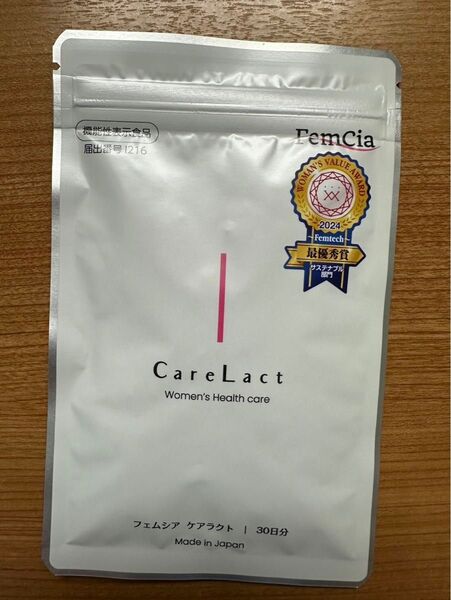 機能性表示食品
届出番号 I216
FemCia
WOMAN'S VALUE AWARD
2024
Femtech
最優秀賞
サステナブル
部門
CareLact
Women's Health care
フェムシア ケアラクト | 30日分
Made in Japan